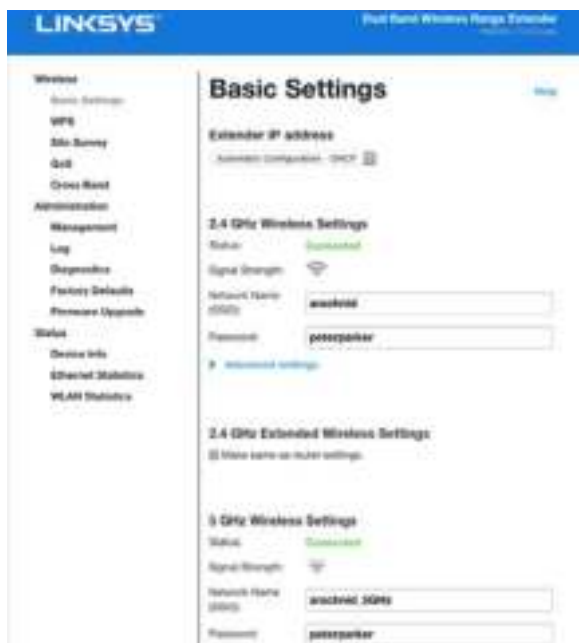 LINKSYS
Dual Band Wireless Range Extender
Wireless
Basic Settings
WPS
Site Survey
QoS
Cross Band
Administration
Management
Log
Diagnostics
Factory Defaults
Firmware Upgrade
Status
Device Info
Ethernet Statistics
WLAN Statistics
Basic Settings
Help
Extender IP address
Automatic Configuration - DHCP
2.4 GHz Wireless Settings
Status: Connected
Signal Strength:
Network Name
(SSID):
arachnid
Password:
peterparker
Advanced settings
2.4 GHz Extended Wireless Settings
Make same as router settings
5 GHz Wireless Settings
Status: Connected
Signal Strength:
Network Name
(SSID):
arachnid_5GHz
Password:
peterparker